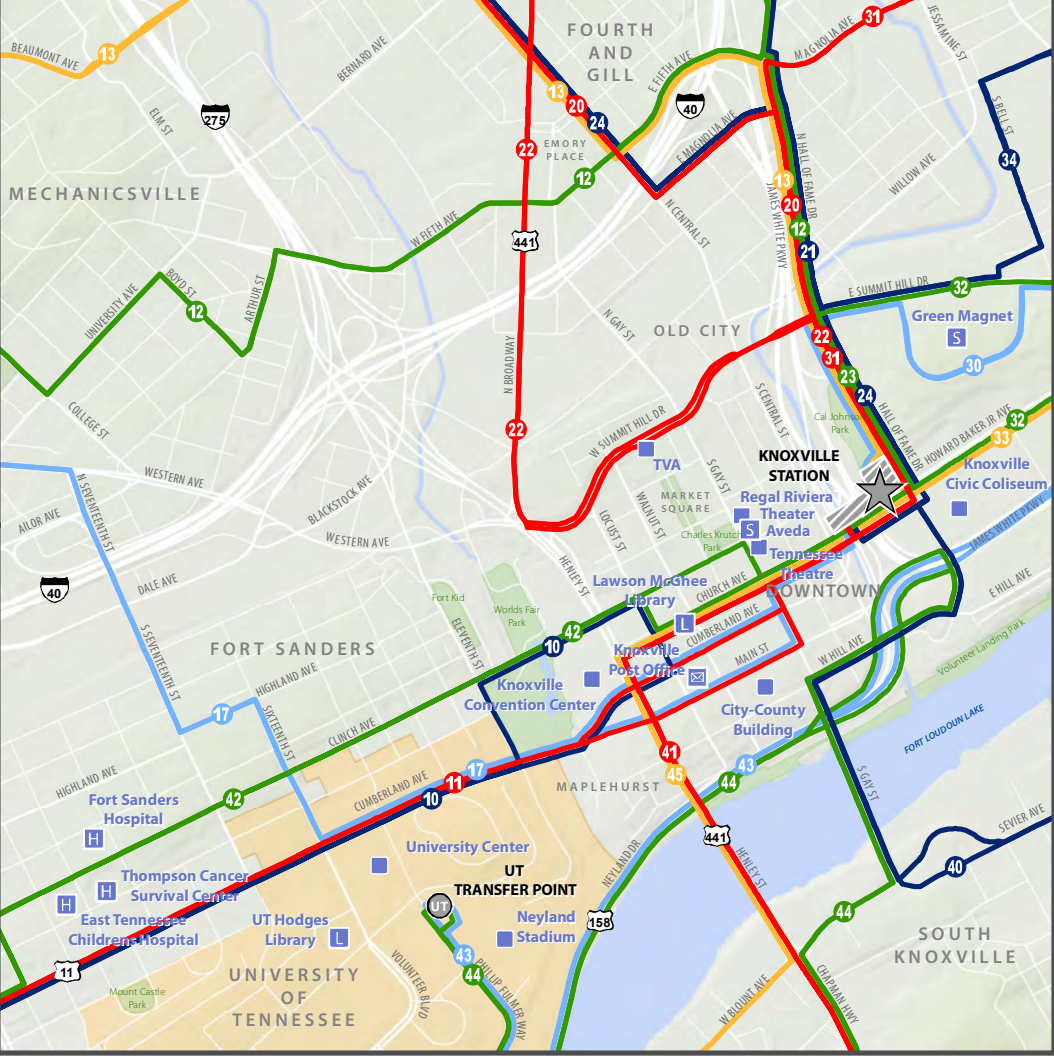 FOURTH
AND
GILL
31
MAGNOLIA AVE
JESSAMINE ST
BEAUMONT AVE
13
BERNARD AVE
E FIFTH AVE
40
13
20
24
275
ELM ST
S BELL ST
22
EMORY
PLACE
E MAGNOLIA AVE
N HALL OF FAME DR
34
12
WILLOW AVE
MECHANICSVILLE
13
20
12
21
JAMES WHITE PKWY
N CENTRAL ST
W FIFTH AVE
441
BOYD ST
UNIVERSITY AVE
12
ARTHUR ST
E SUMMIT HILL DR
32
N GAY ST
OLD CITY
Green Magnet
S
22
31
23
24
30
N BROADWAY
COLLEGE ST
S CENTRAL ST
Cal Johnson
Park
HALL OF FAME DR
HOWARD BAKER JR AVE
32
33
22
W SUMMIT HILL DR
TVA
KNOXVILLE
STATION
Knoxville
Civic Coliseum
N SEVENTEENTH ST
WESTERN AVE
BLACKSTOCK AVE
S GAY ST
MARKET
SQUARE
WALNUT ST
LOCUST ST
Regal Riviera
Theater
S
Aveda
AILOR AVE
WESTERN AVE
Charles Krutch
Park
Tennessee
Theatre
JAMES WHITE PKWY
40
DALE AVE
HENLEY ST
Lawson McGhee
Library
CHURCH AVE
DOWNTOWN
E HILL AVE
Fort Kid
Worlds Fair
Park
L
CUMBERLAND AVE
S SEVENTEENTH ST
FORT SANDERS
ELEVENTH ST
10
42
Knoxville
Post Office
MAIN ST
W HILL AVE
Volunteer Landing Park
HIGHLAND AVE
17
SIXTEENTH ST
CLINCH AVE
Knoxville
Convention Center
City-County
Building
FORT LOUDOUN LAKE
HIGHLAND AVE
CUMBERLAND AVE
11
17
10
41
45
43
44
MAPLEHURST
S GAY ST
Fort Sanders
Hospital
H
42
441
SEVIER AVE
NEYLAND DR
HENLEY ST
40
University Center
UT
TRANSFER POINT
Thompson Cancer
Survival Center
H
H
UT
44
East Tennessee
Childrens Hospital
UT Hodges
Library
L
Neyland
Stadium
158
SOUTH
KNOXVILLE
11
43
44
UNIVERSITY
OF
TENNESSEE
VOLUNTEER BLVD
PHILLIP FULMER WAY
Mount Castle
Park
W BLOUNT AVE
CHAPMAN HWY